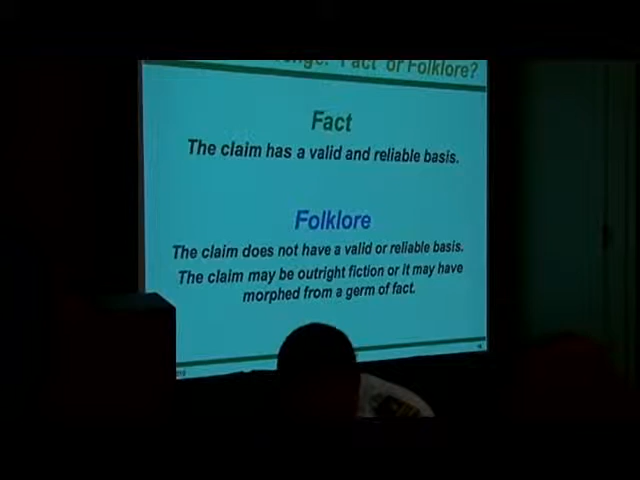 Fact or Folklore?
Fact
The claim has a valid and reliable basis.
Folklore
The claim does not have a valid or reliable basis.
The claim may be outright fiction or it may have
morphed from a germ of fact.